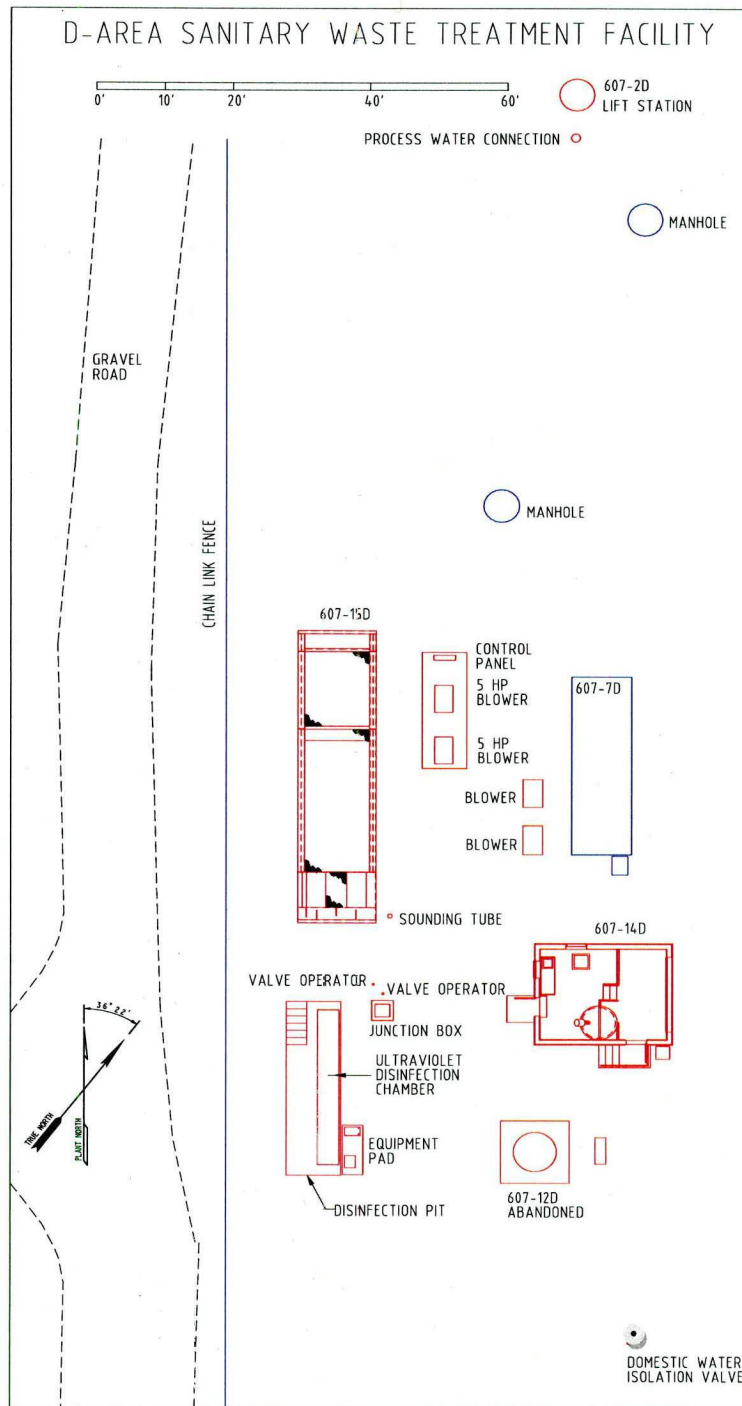 D-AREA SANITARY WASTE TREATMENT FACILITY
0' 10' 20' 40' 60'
607-2D
LIFT STATION
PROCESS WATER CONNECTION
MANHOLE
GRAVEL
ROAD
MANHOLE
CHAIN LINK FENCE
607-15D
CONTROL
PANEL
5 HP
BLOWER
607-7D
5 HP
BLOWER
BLOWER
BLOWER
SOUNDING TUBE
607-14D
VALVE OPERATOR
VALVE OPERATOR
36° 22'
JUNCTION BOX
ULTRAVIOLET
DISINFECTION
CHAMBER
TRUE NORTH
PLANT NORTH
EQUIPMENT
PAD
DISINFECTION PIT
607-12D
ABANDONED
DOMESTIC WATER
ISOLATION VALVE